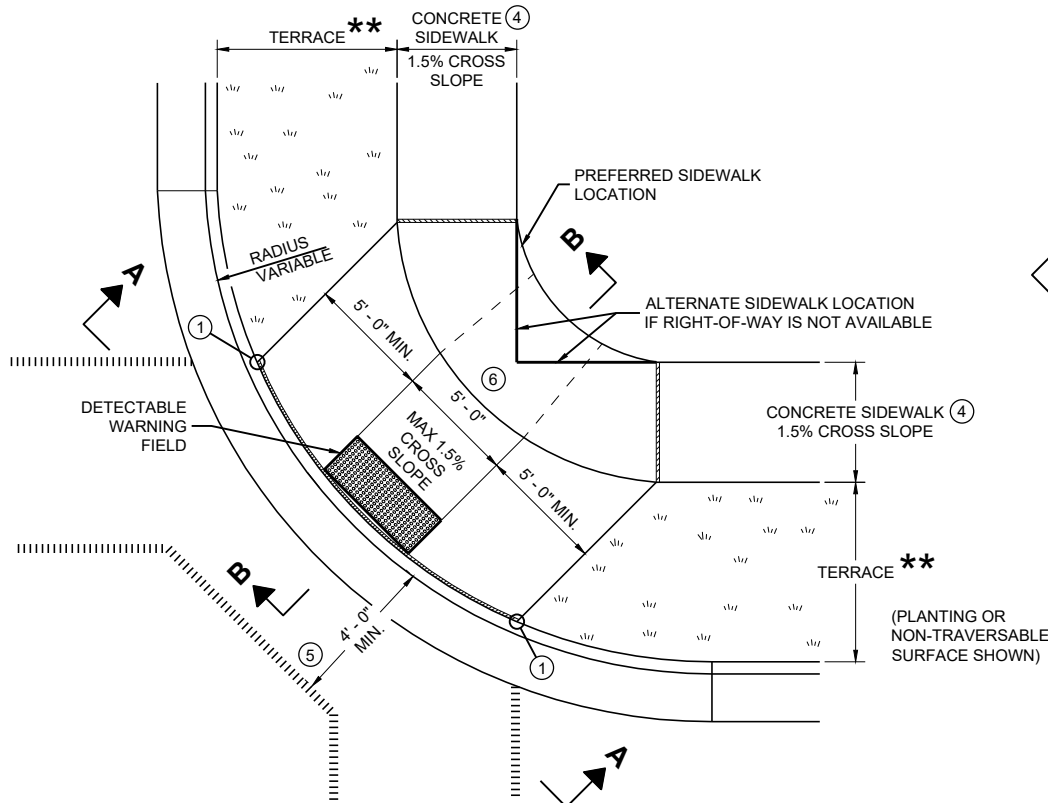 TERRACE **
CONCRETE ④
SIDEWALK
1.5% CROSS
SLOPE
PREFERRED SIDEWALK
LOCATION
B
RADIUS
VARIABLE
A
ALTERNATE SIDEWALK LOCATION
IF RIGHT-OF-WAY IS NOT AVAILABLE
①
5' - 0" MIN.
⑥
5' - 0"
DETECTABLE
WARNING
FIELD
MAX 1.5%
CROSS
SLOPE
CONCRETE SIDEWALK ④
1.5% CROSS SLOPE
5' - 0" MIN.
B
TERRACE **
(PLANTING OR
NON-TRAVERSABLE
SURFACE SHOWN)
4' - 0"
MIN.
⑤
①
A